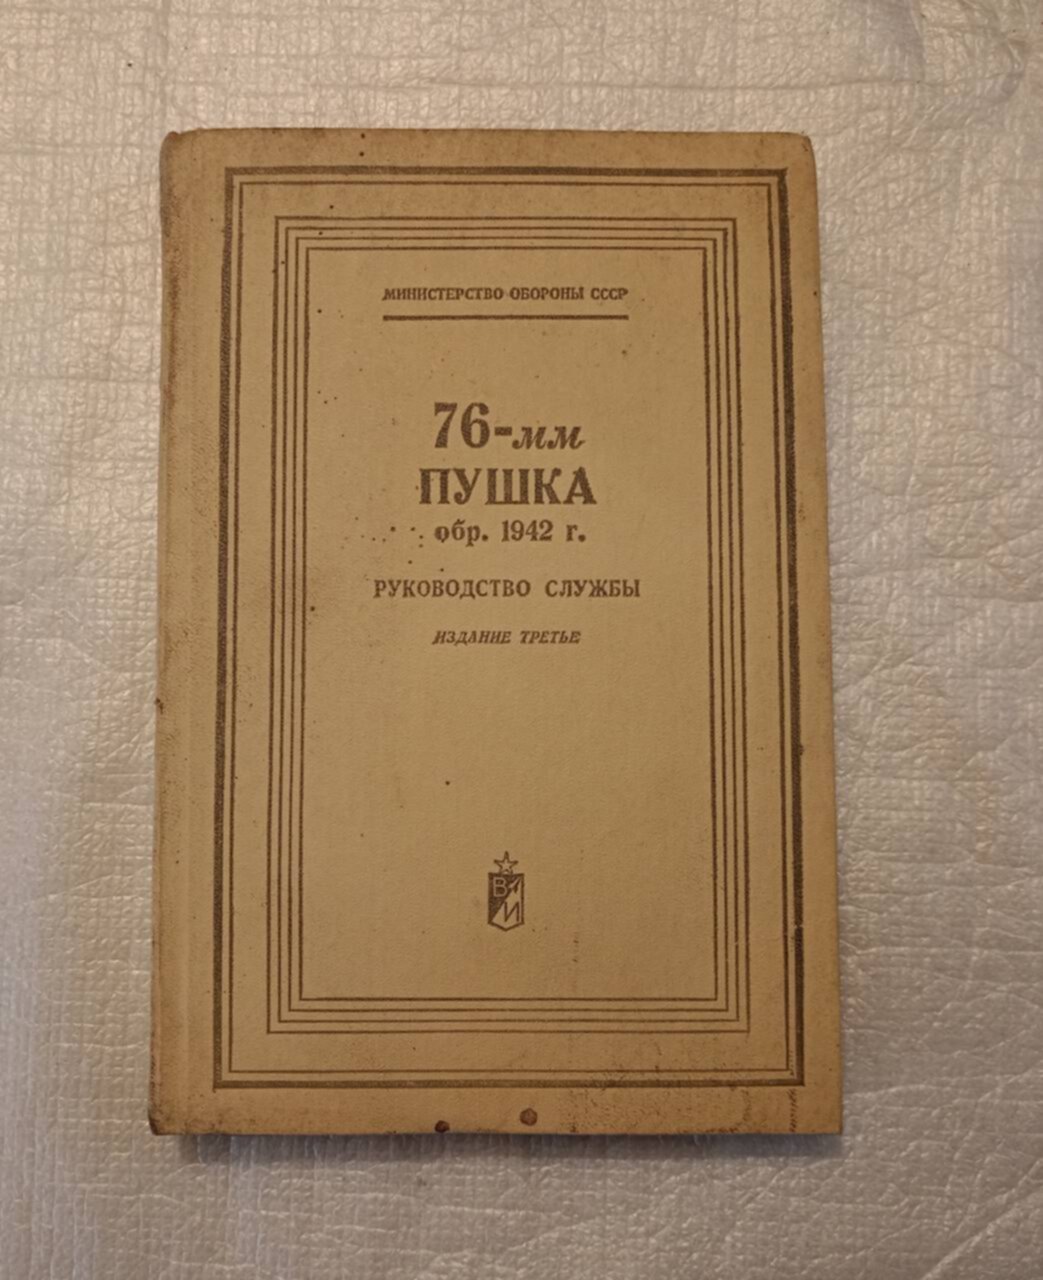 МИНИСТЕРСТВО ОБОРОНЫ СССР
76-мм
ПУШКА
обр. 1942 г.
РУКОВОДСТВО СЛУЖБЫ
ИЗДАНИЕ ТРЕТЬЕ
В
И